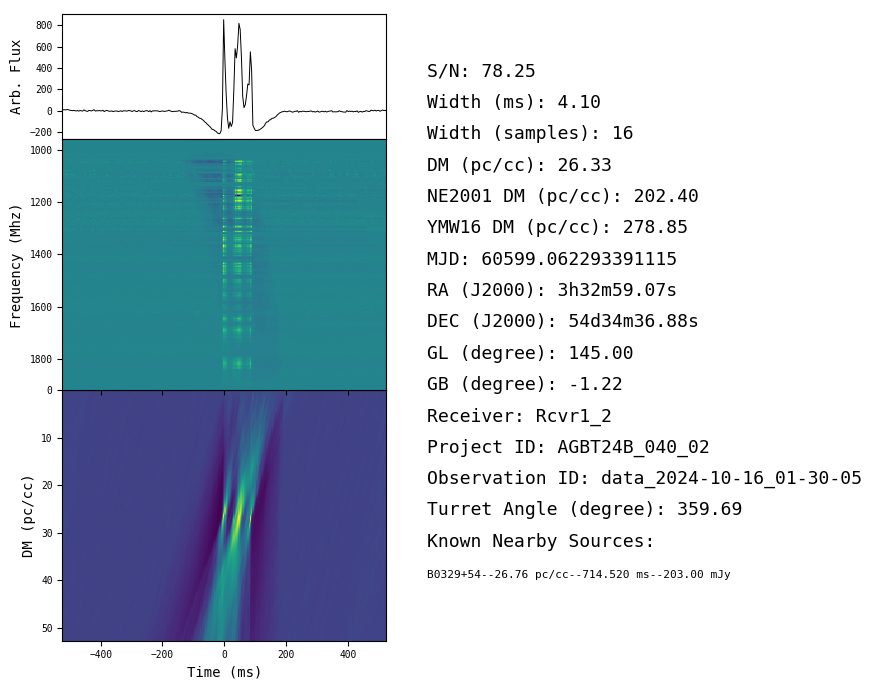 800
600
400
200
0
−200
Arb. Flux
1000
1200
1400
1600
1800
Frequency (Mhz)
0
10
20
30
40
50
DM (pc/cc)
−400
−200
0
200
400
Time (ms)
S/N: 78.25
Width (ms): 4.10
Width (samples): 16
DM (pc/cc): 26.33
NE2001 DM (pc/cc): 202.40
YMW16 DM (pc/cc): 278.85
MJD: 60599.062293391115
RA (J2000): 3h32m59.07s
DEC (J2000): 54d34m36.88s
GL (degree): 145.00
GB (degree): -1.22
Receiver: Rcvr1_2
Project ID: AGBT24B_040_02
Observation ID: data_2024-10-16_01-30-05
Turret Angle (degree): 359.69
Known Nearby Sources:
B0329+54--26.76 pc/cc--714.520 ms--203.00 mJy